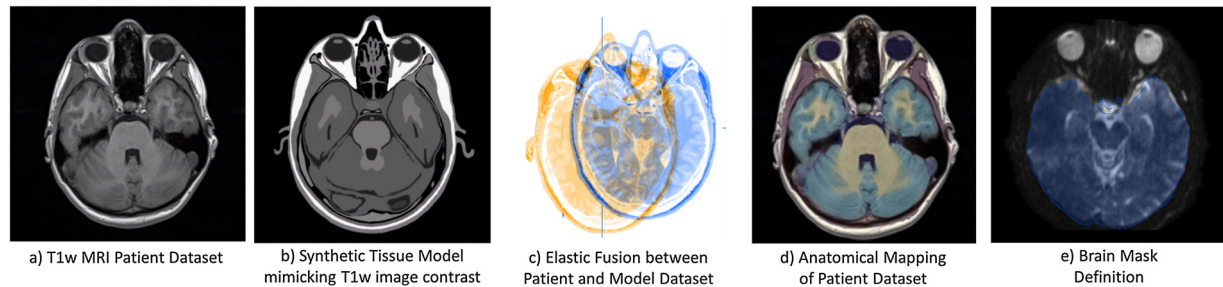 a) T1w MRI Patient Dataset
b) Synthetic Tissue Model
mimicking T1w image contrast
c) Elastic Fusion between
Patient and Model Dataset
d) Anatomical Mapping
of Patient Dataset
e) Brain Mask
Definition